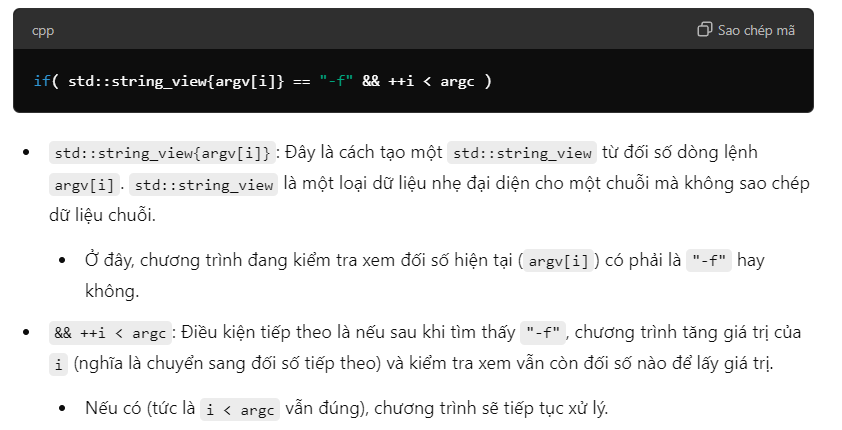 cpp
Sao chép mã
if( std::string_view{argv[i]} == "-f" && ++i < argc )
std::string_view{argv[i]} : Đây là cách tạo một std::string_view từ đối số dòng lệnh
argv[i] . std::string_view là một loại dữ liệu nhẹ đại diện cho một chuỗi mà không sao chép
dữ liệu chuỗi.
Ở đây, chương trình đang kiểm tra xem đối số hiện tại ( argv[i] ) có phải là "-f" hay
không.
&& ++i < argc : Điều kiện tiếp theo là nếu sau khi tìm thấy "-f" , chương trình tăng giá trị của
i (nghĩa là chuyển sang đối số tiếp theo) và kiểm tra xem vẫn còn đối số nào để lấy giá trị.
Nếu có (tức là i < argc vẫn đúng), chương trình sẽ tiếp tục xử lý.